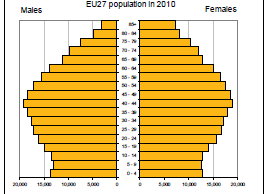 EU27 population in 2010
Males
Females
85+
80 - 84
75 - 79
70 - 74
65 - 69
60 - 64
55 - 59
50 - 54
45 - 49
40 - 44
35 - 39
30 - 34
25 - 29
20 - 24
15 - 19
10 - 14
5 - 9
0 - 4
20,000 15,000 10,000 5,000 0
0 5,000 10,000 15,000 20,000